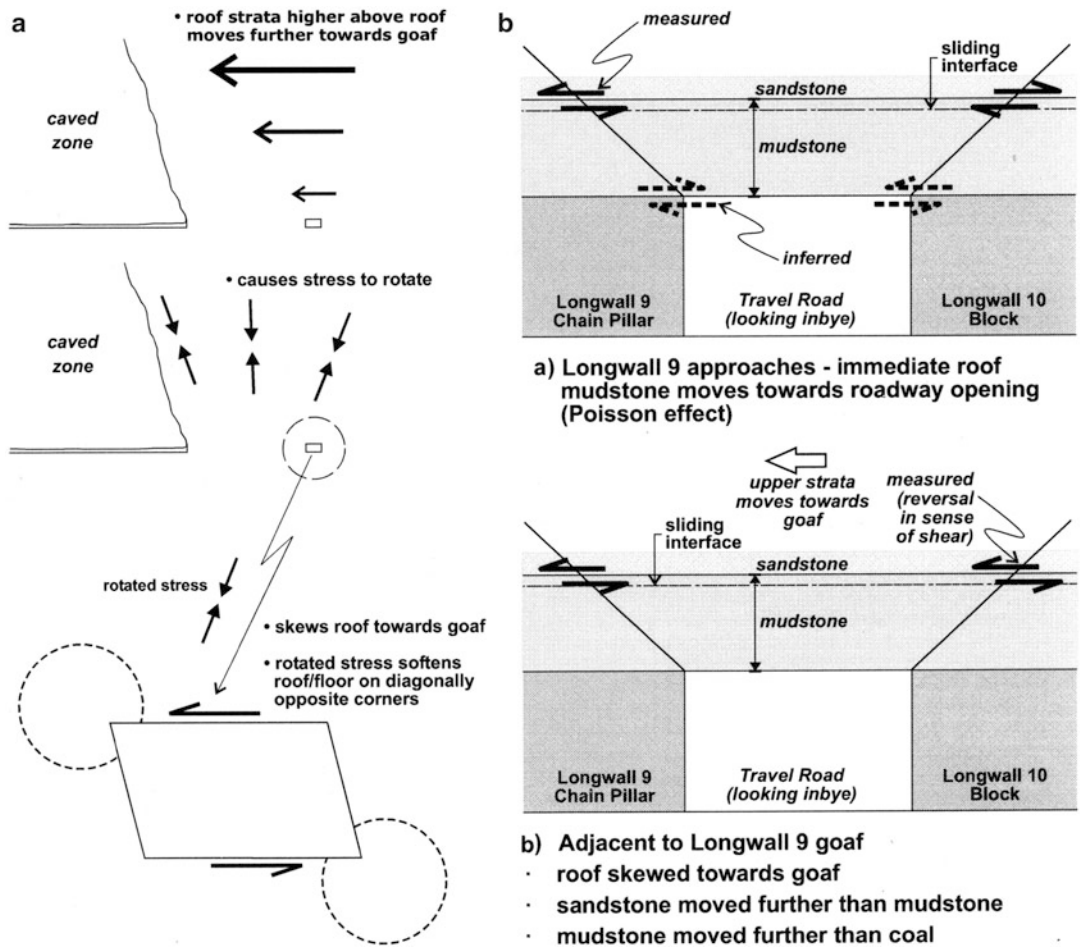 a
• roof strata higher above roof
moves further towards goaf
caved
zone
• causes stress to rotate
caved
zone
rotated stress
• skews roof towards goaf
• rotated stress softens
roof/floor on diagonally
opposite corners
b
measured
sliding
interface
sandstone
mudstone
inferred
Longwall 9
Chain Pillar
Travel Road
(looking inbye)
Longwall 10
Block
a) Longwall 9 approaches - immediate roof
mudstone moves towards roadway opening
(Poisson effect)
upper strata
moves towards
goaf
measured
(reversal
in sense
of shear)
sliding
interface
sandstone
mudstone
Longwall 9
Chain Pillar
Travel Road
(looking inbye)
Longwall 10
Block
b) Adjacent to Longwall 9 goaf
· roof skewed towards goaf
· sandstone moved further than mudstone
· mudstone moved further than coal